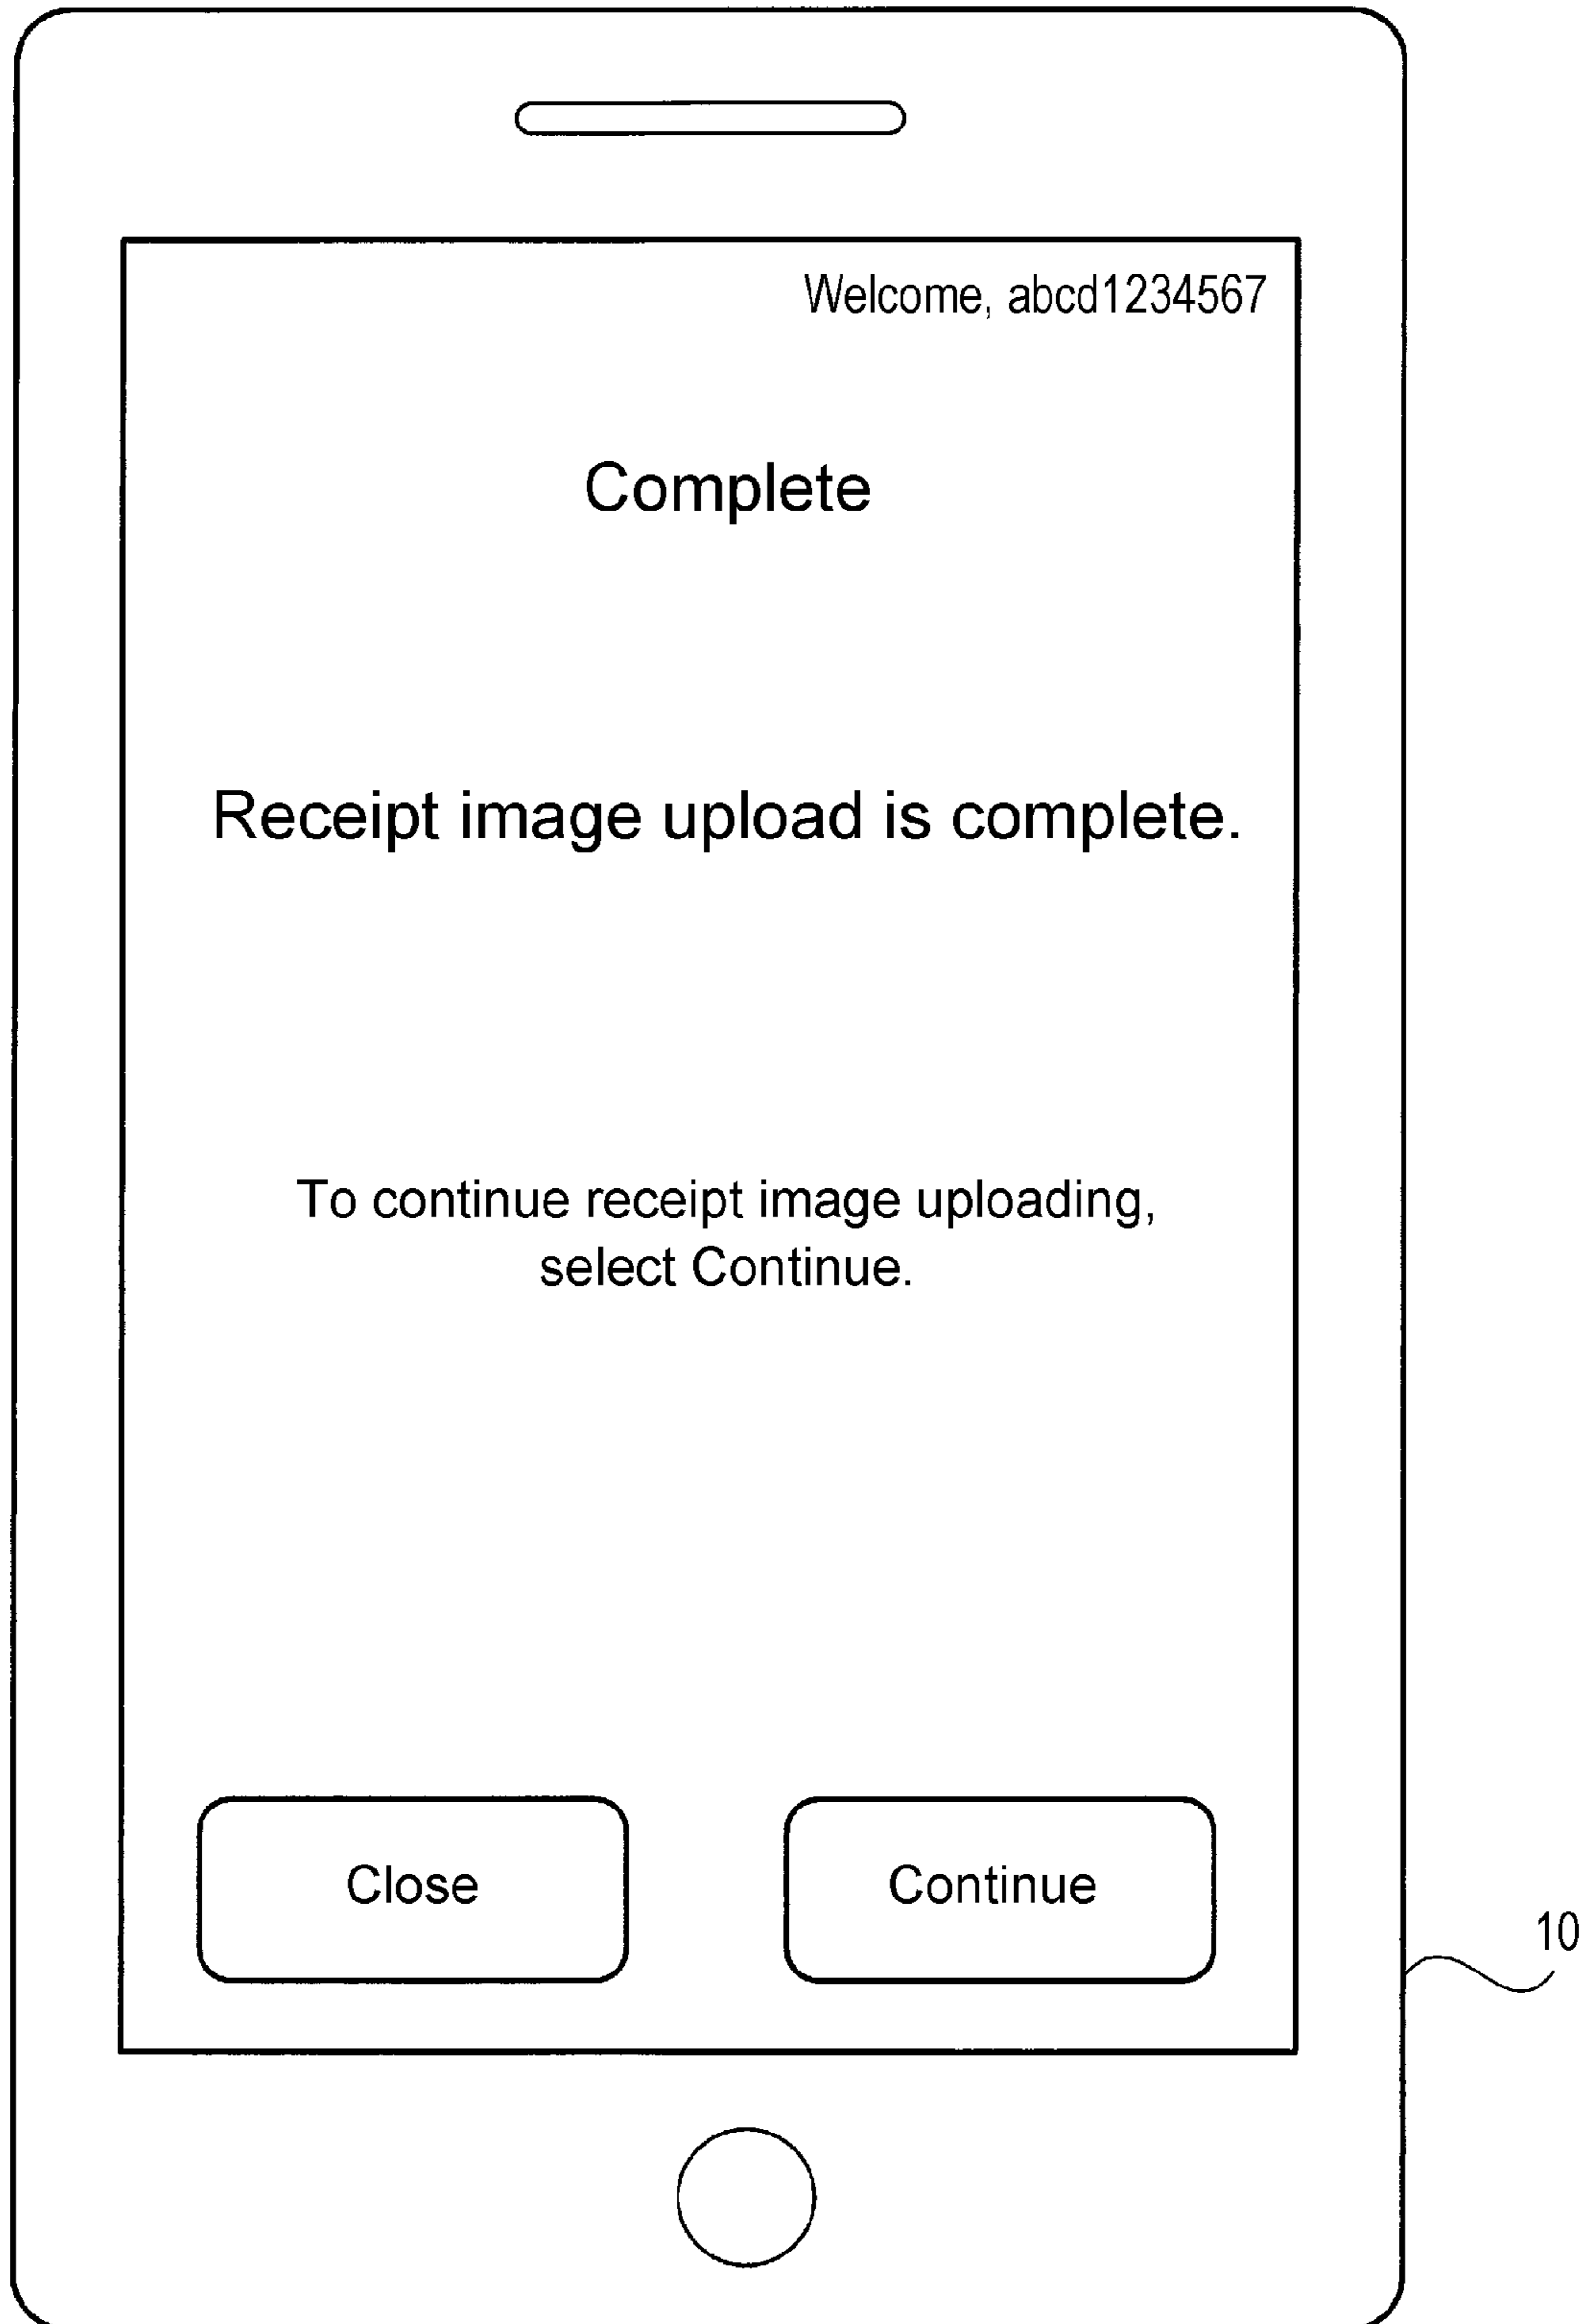 Welcome, abcd1234567
Complete
Receipt image upload is complete.
To continue receipt image uploading,
select Continue.
Close
Continue
10